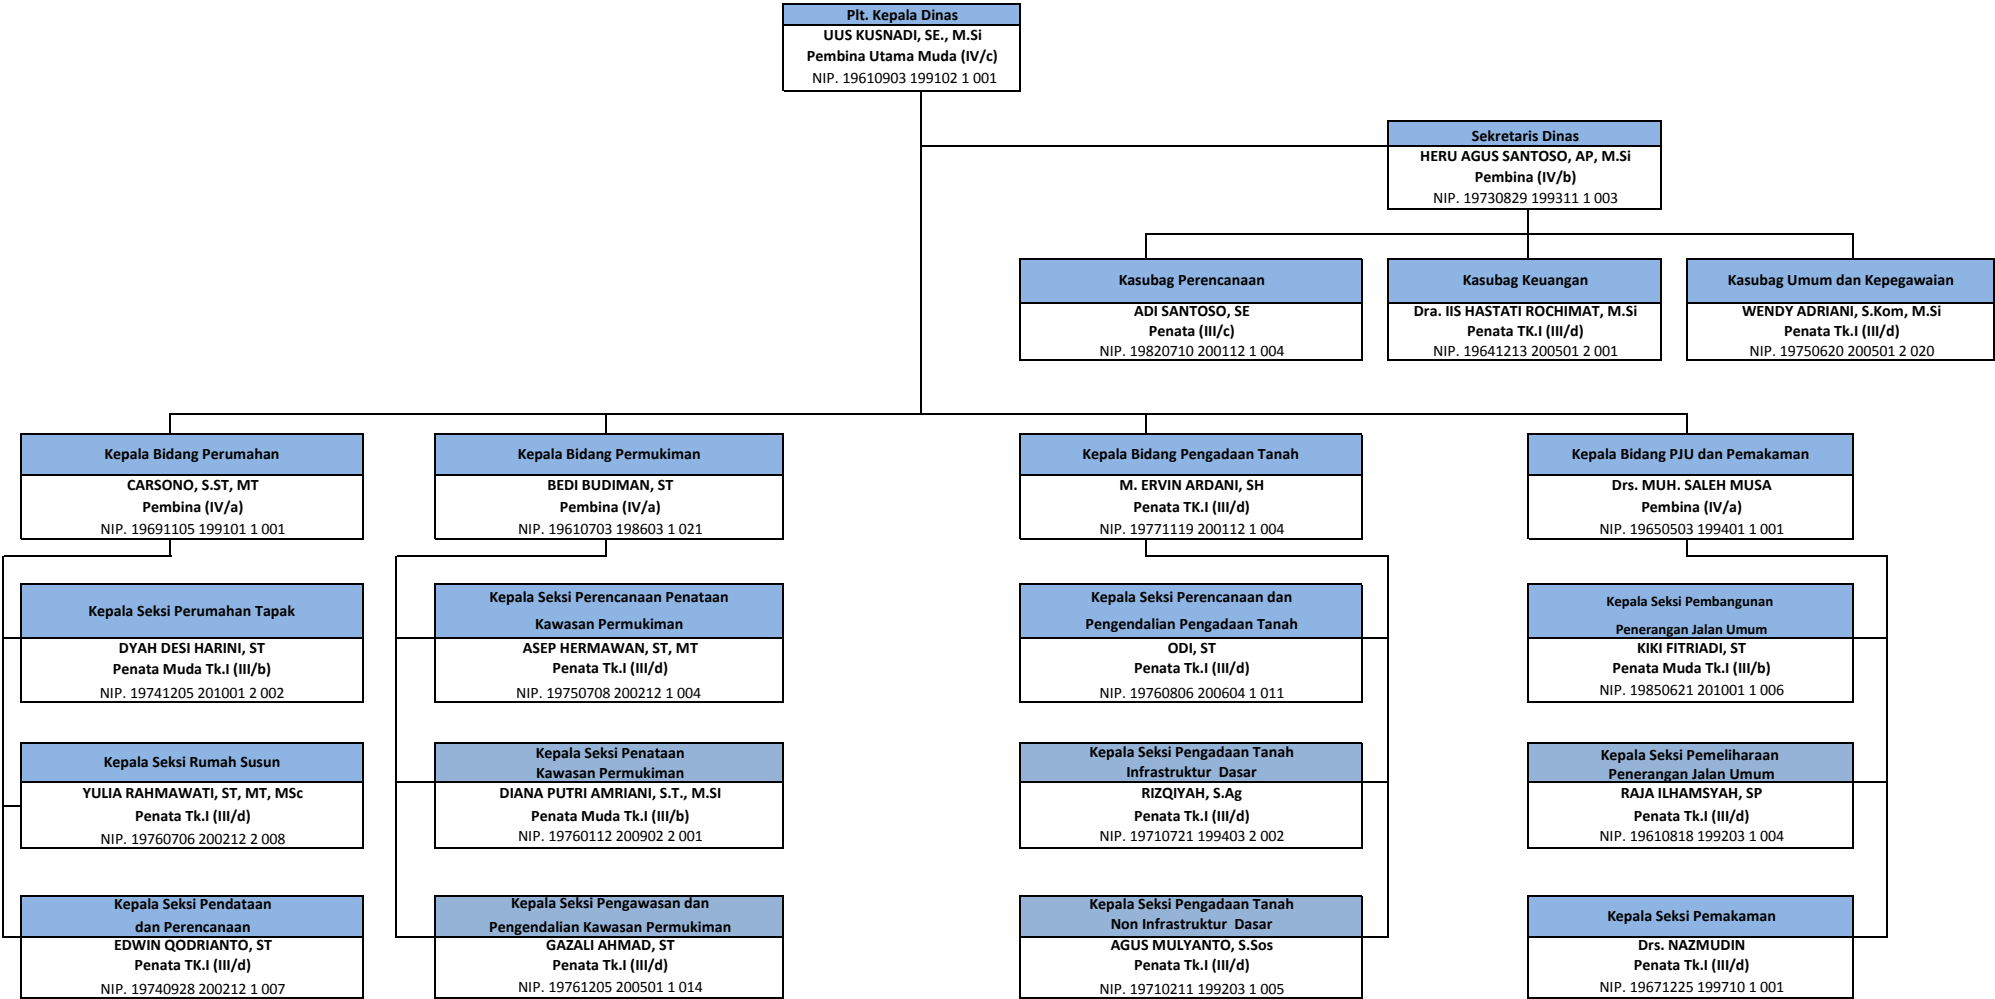 Plt. Kepala Dinas
UUS KUSNADI, SE., M.Si
Pembina Utama Muda (IV/c)
NIP. 19610903 199102 1 001
Sekretaris Dinas
HERU AGUS SANTOSO, AP, M.Si
Pembina (IV/b)
NIP. 19730829 199311 1 003
Kasubag Perencanaan
ADI SANTOSO, SE
Penata (III/c)
NIP. 19820710 200112 1 004
Kasubag Keuangan
Dra. IIS HASTATI ROCHIMAT, M.Si
Penata TK.I (III/d)
NIP. 19641213 200501 2 001
Kasubag Umum dan Kepegawaian
WENDY ADRIANI, S.Kom, M.Si
Penata Tk.I (III/d)
NIP. 19750620 200501 2 020
Kepala Bidang Perumahan
CARSONO, S.ST, MT
Pembina (IV/a)
NIP. 19691105 199101 1 001
Kepala Bidang Permukiman
BEDI BUDIMAN, ST
Pembina (IV/a)
NIP. 19610703 198603 1 021
Kepala Bidang Pengadaan Tanah
M. ERVIN ARDANI, SH
Penata TK.I (III/d)
NIP. 19771119 200112 1 004
Kepala Bidang PJU dan Pemakaman
Drs. MUH. SALEH MUSA
Pembina (IV/a)
NIP. 19650503 199401 1 001
Kepala Seksi Perumahan Tapak
DYAH DESI HARINI, ST
Penata Muda Tk.I (III/b)
NIP. 19741205 201001 2 002
Kepala Seksi Perencanaan Penataan
Kawasan Permukiman
ASEP HERMAWAN, ST, MT
Penata Tk.I (III/d)
NIP. 19750708 200212 1 004
Kepala Seksi Perencanaan dan
Pengendalian Pengadaan Tanah
ODI, ST
Penata Tk.I (III/d)
NIP. 19760806 200604 1 011
Kepala Seksi Pembangunan
Penerangan Jalan Umum
KIKI FITRIADI, ST
Penata Muda Tk.I (III/b)
NIP. 19850621 201001 1 006
Kepala Seksi Rumah Susun
YULIA RAHMAWATI, ST, MT, MSc
Penata Tk.I (III/d)
NIP. 19760706 200212 2 008
Kepala Seksi Penataan
Kawasan Permukiman
DIANA PUTRI AMRIANI, S.T., M.SI
Penata Muda Tk.I (III/b)
NIP. 19760112 200902 2 001
Kepala Seksi Pengadaan Tanah
Infrastruktur Dasar
RIZQIYAH, S.Ag
Penata Tk.I (III/d)
NIP. 19710721 199403 2 002
Kepala Seksi Pemeliharaan
Penerangan Jalan Umum
RAJA ILHAMSYAH, SP
Penata Tk.I (III/d)
NIP. 19610818 199203 1 004
Kepala Seksi Pendataan
dan Perencanaan
EDWIN QODRIANTO, ST
Penata TK.I (III/d)
NIP. 19740928 200212 1 007
Kepala Seksi Pengawasan dan
Pengendalian Kawasan Permukiman
GAZALI AHMAD, ST
Penata Tk.I (III/d)
NIP. 19761205 200501 1 014
Kepala Seksi Pengadaan Tanah
Non Infrastruktur Dasar
AGUS MULYANTO, S.Sos
Penata Tk.I (III/d)
NIP. 19710211 199203 1 005
Kepala Seksi Pemakaman
Drs. NAZMUDIN
Penata Tk.I (III/d)
NIP. 19671225 199710 1 001